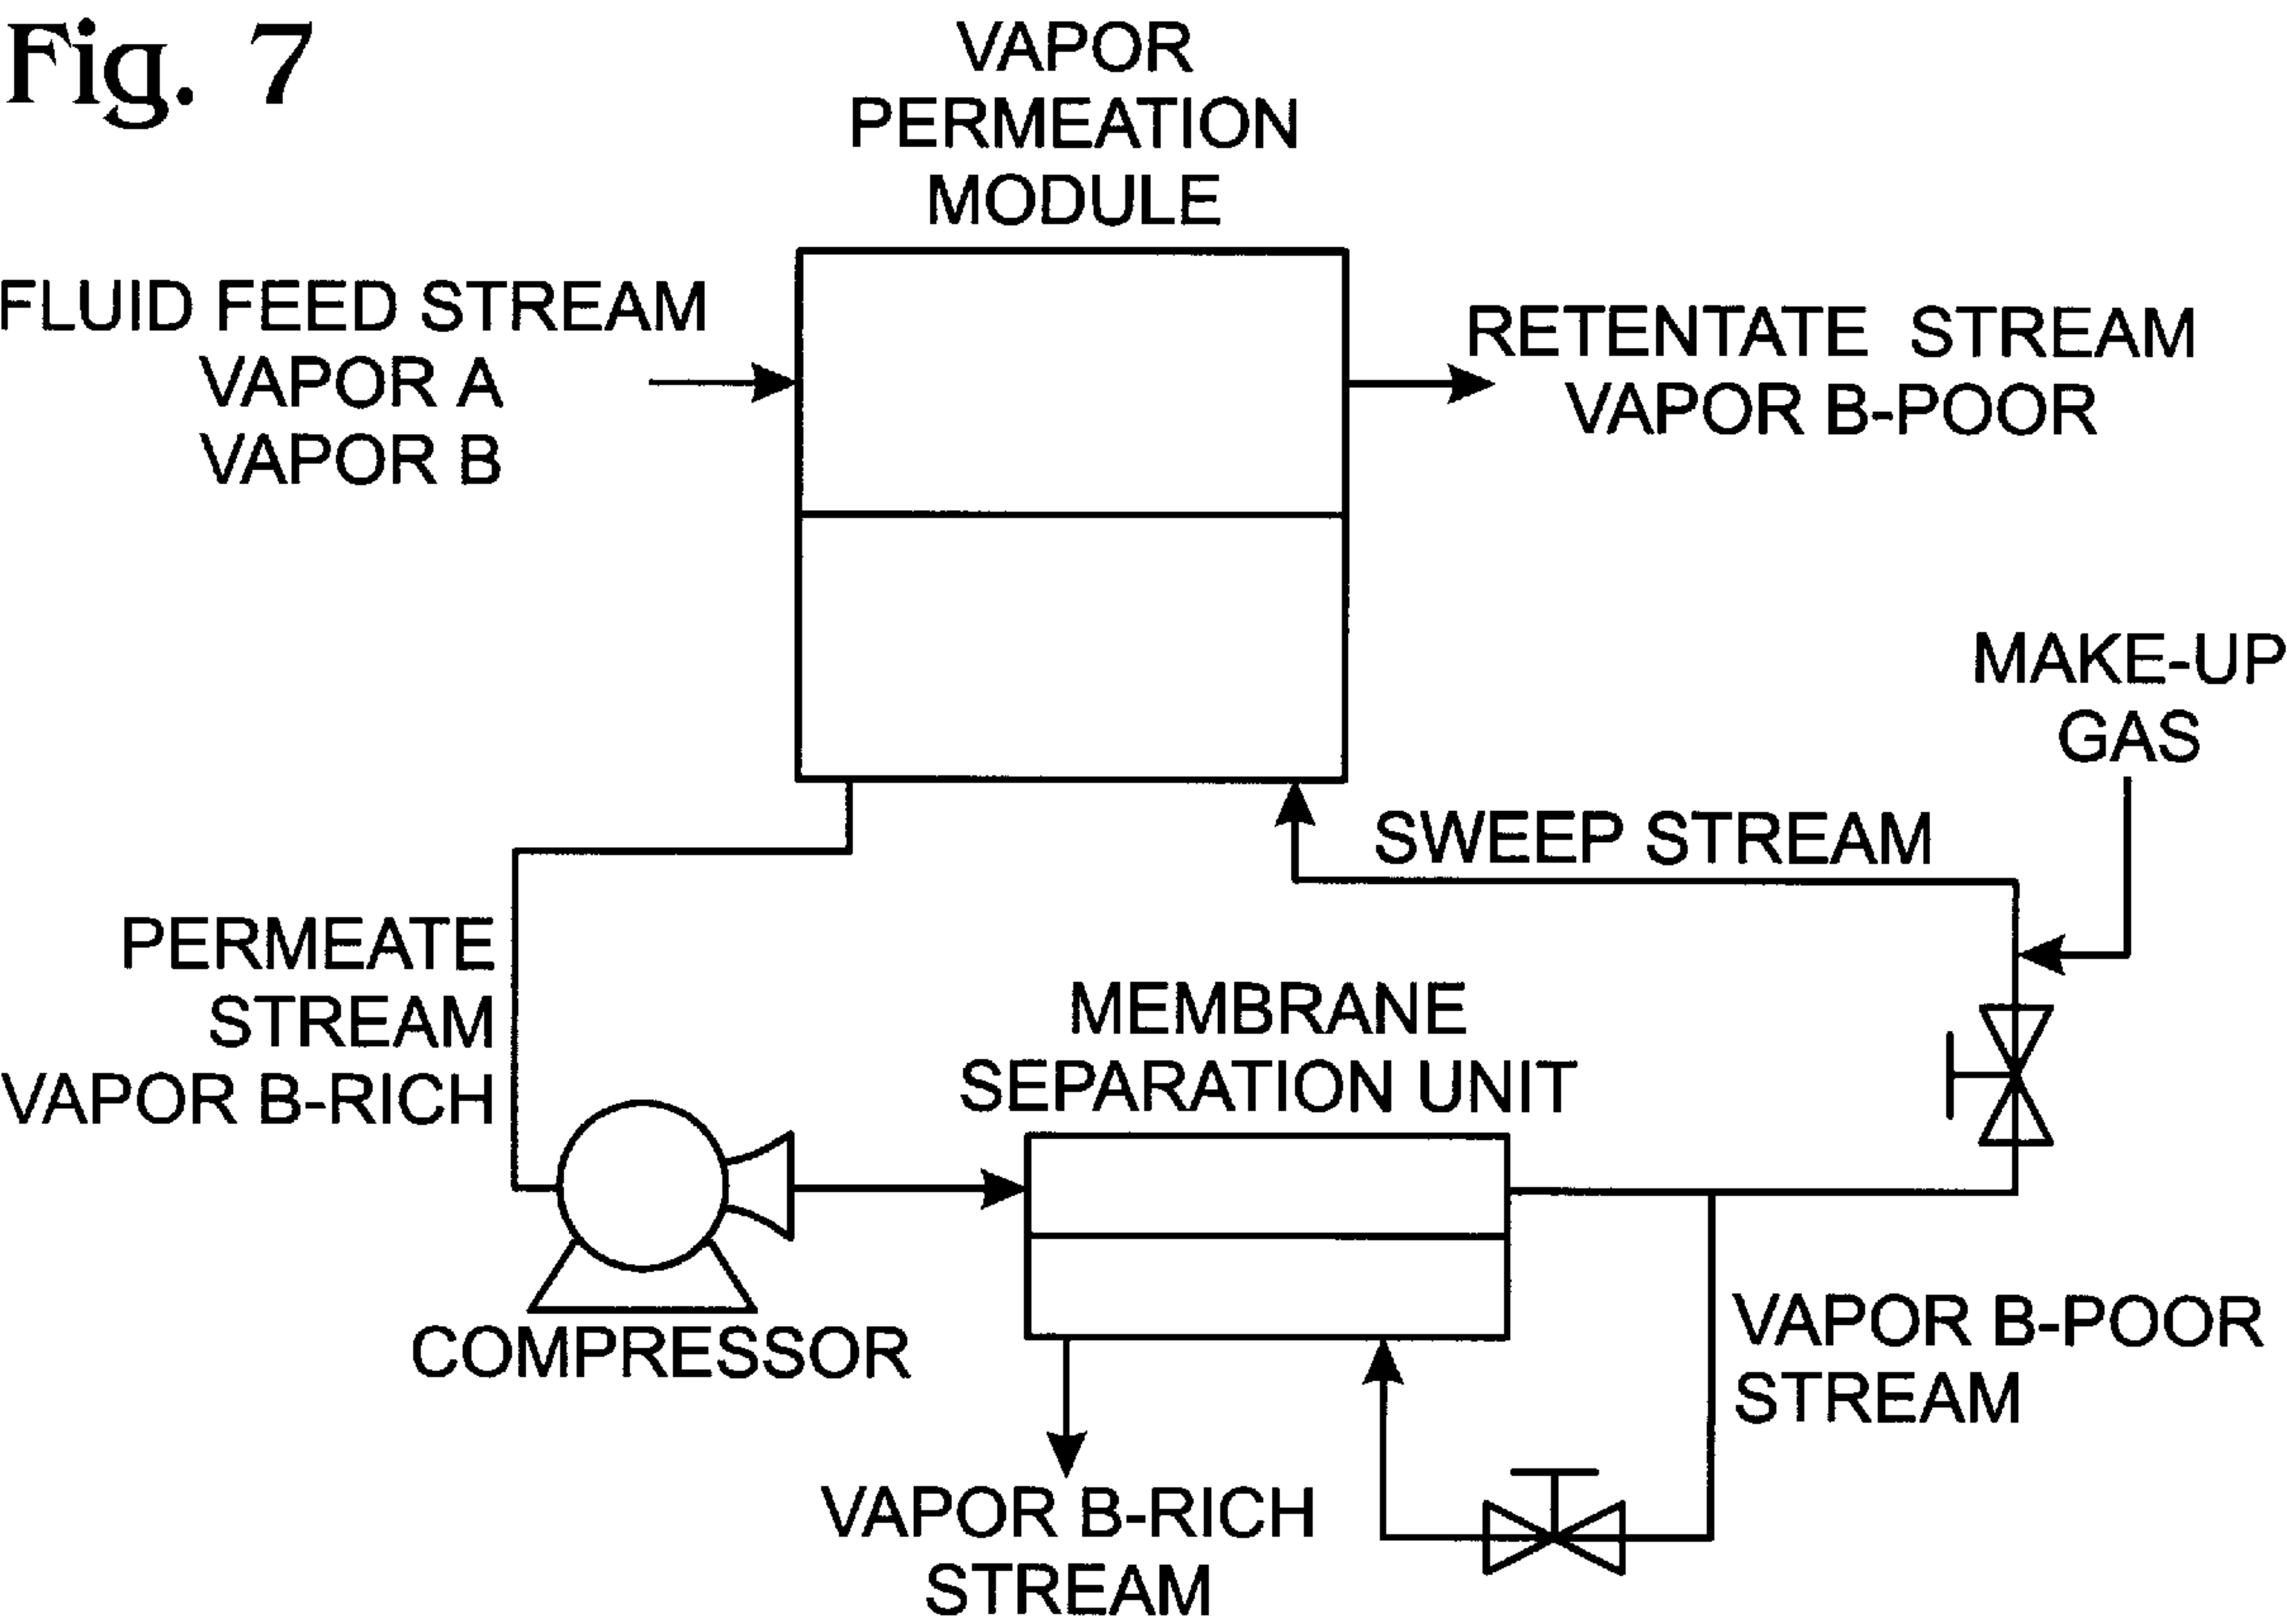 Fig. 7
VAPOR
PERMEATION
MODULE
FLUID FEED STREAM
VAPOR A
VAPOR B
RETENTATE STREAM
VAPOR B-POOR
MAKE-UP
GAS
SWEEP STREAM
PERMEATE
STREAM
VAPOR B-RICH
MEMBRANE
SEPARATION UNIT
COMPRESSOR
VAPOR B-POOR
STREAM
VAPOR B-RICH
STREAM